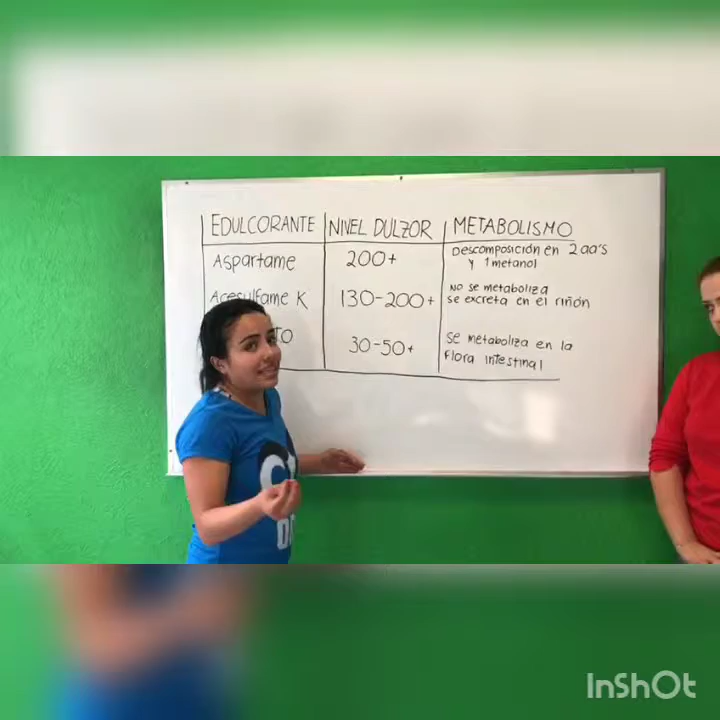 EDULCORANTE NIVEL DULZOR METABOLISMO
Aspartame 200+ Descomposición en 2 aa's
y 1 metanol
Acesulfame K 130-200+ No se metaboliza
se excreta en el riñón
30-50+ se metaboliza en la
flora intestinal
InShOt